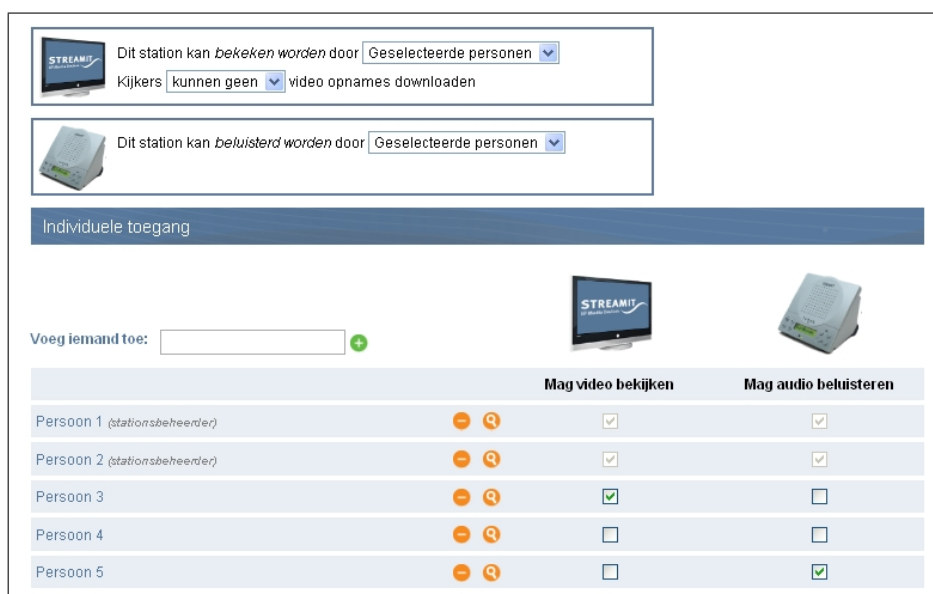 STREAMIT
Dit station kan bekeken worden door Geselecteerde personen
Kijkers kunnen geen video opnames downloaden
Dit station kan beluisterd worden door Geselecteerde personen
Individuele toegang
STREAMIT
Voeg iemand toe:
Mag video bekijken Mag audio beluisteren
Persoon 1 (stationsbeheerder)
Persoon 2 (stationsbeheerder)
Persoon 3
Persoon 4
Persoon 5